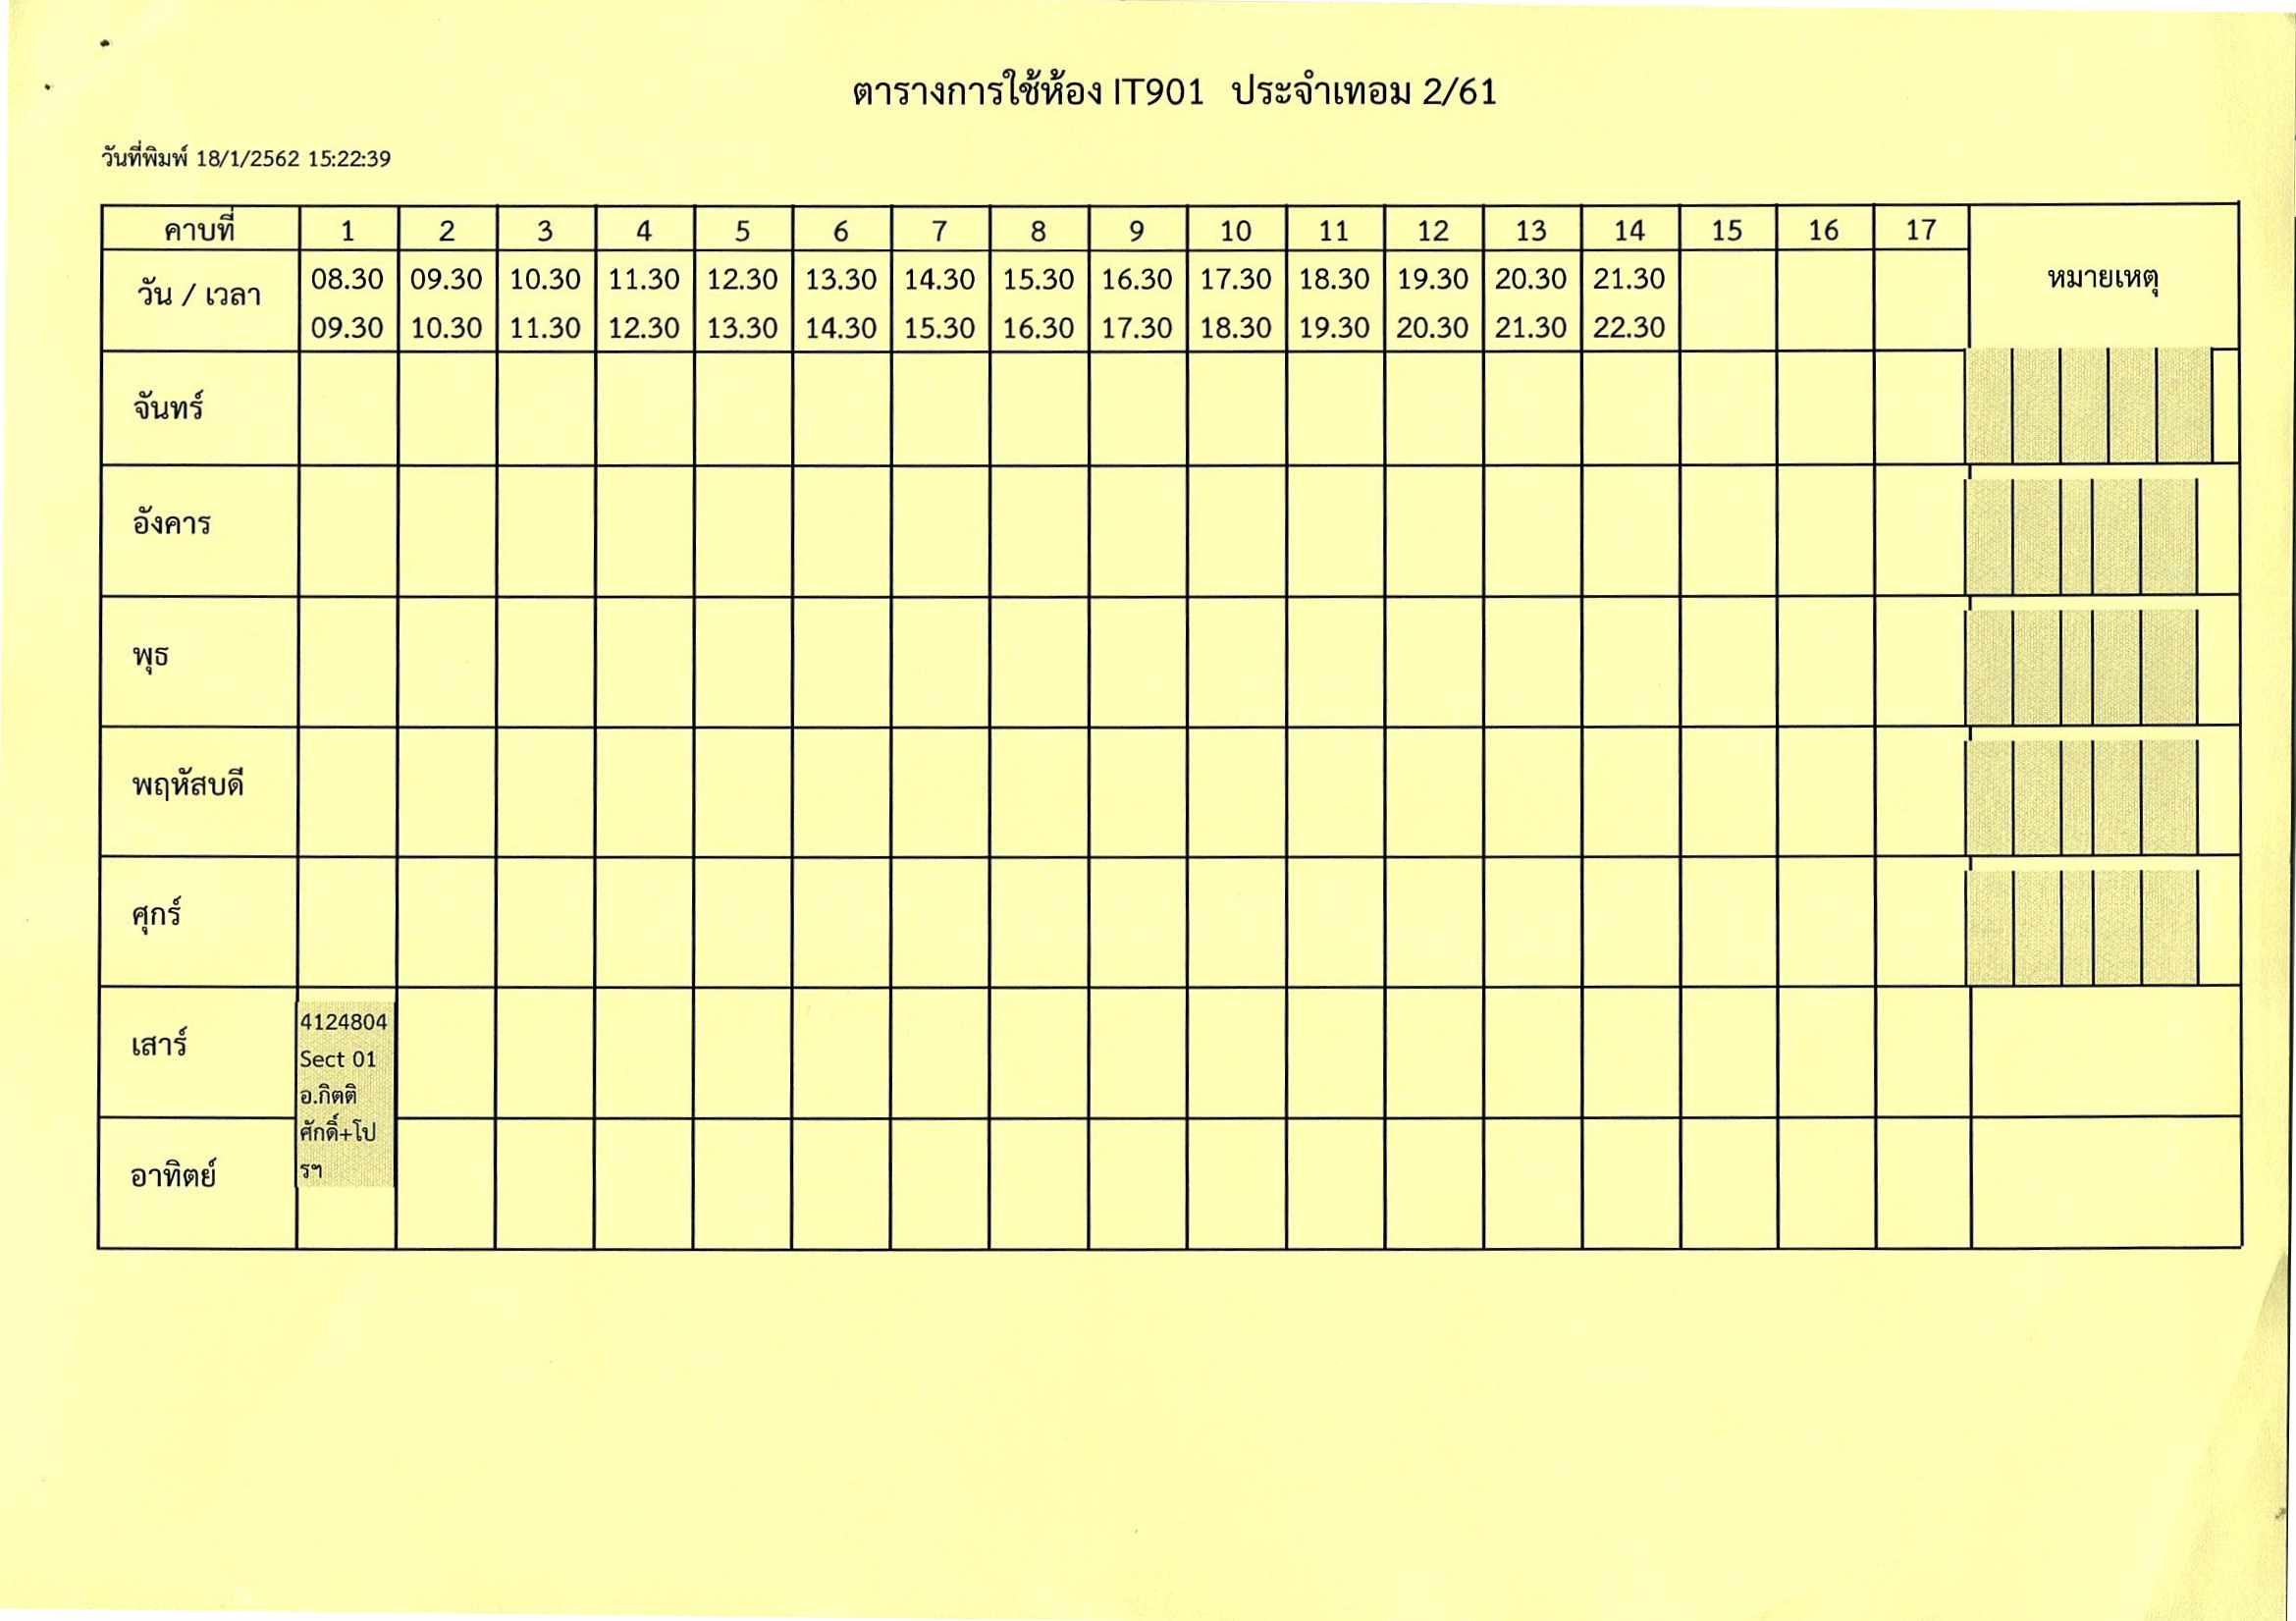 ตารางการใช้ห้อง IT901 ประจำเทอม 2/61
วันที่พิมพ์ 18/1/2562 15:22:39
คาบที่ 1 2 3 4 5 6 7 8 9 10 11 12 13 14 15 16 17
วัน / เวลา หมายเหตุ
08.30 09.30 10.30 11.30 12.30 13.30 14.30 15.30 16.30 17.30 18.30 19.30 20.30 21.30
09.30 10.30 11.30 12.30 13.30 14.30 15.30 16.30 17.30 18.30 19.30 20.30 21.30 22.30
จันทร์
อังคาร
พุธ
พฤหัสบดี
ศุกร์
เสาร์
4124804
Sect 01
อ.กิตติ
ศักดิ์+โป
รฯ
อาทิตย์